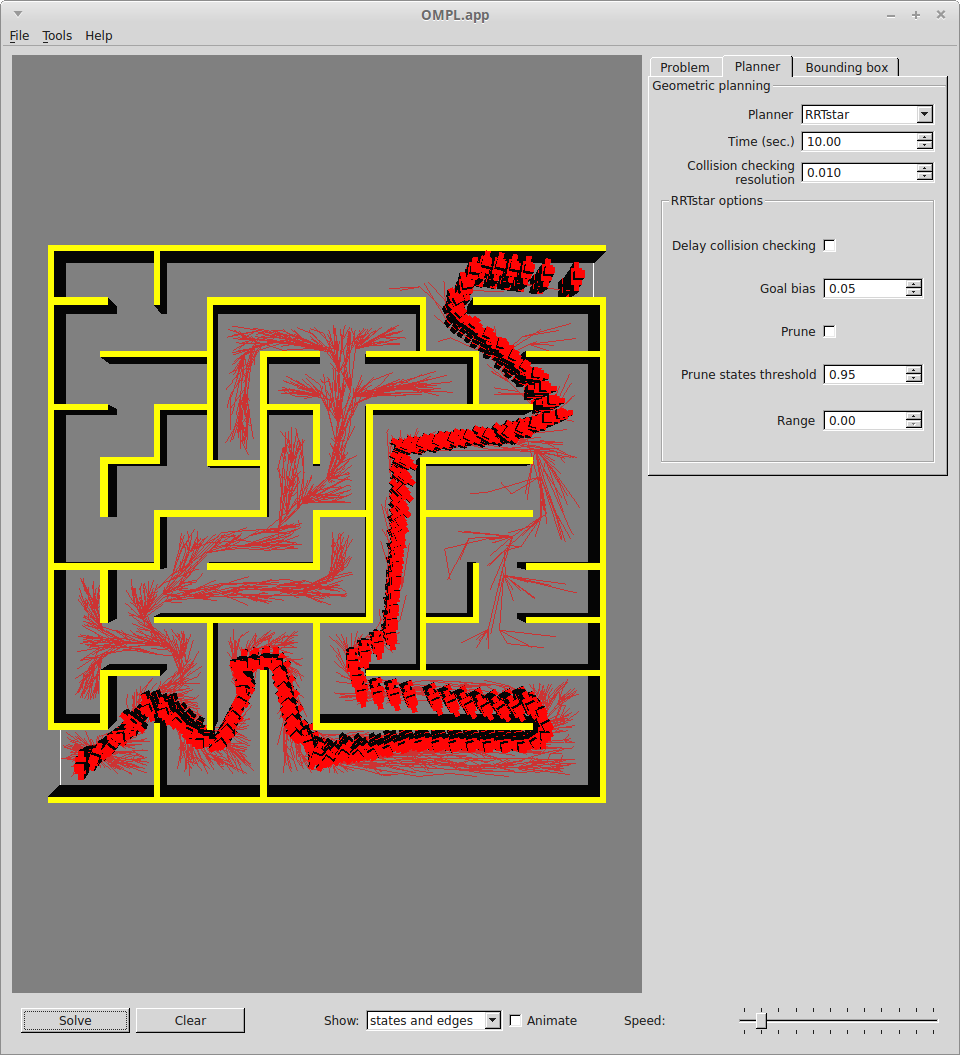 OMPL.app
File Tools Help
Problem Planner Bounding box
Geometric planning
Planner RRTstar
Time (sec.) 10.00
Collision checking
resolution 0.010
RRTstar options
Delay collision checking
Goal bias 0.05
Prune
Prune states threshold 0.95
Range 0.00
Solve Clear Show: states and edges Animate Speed: